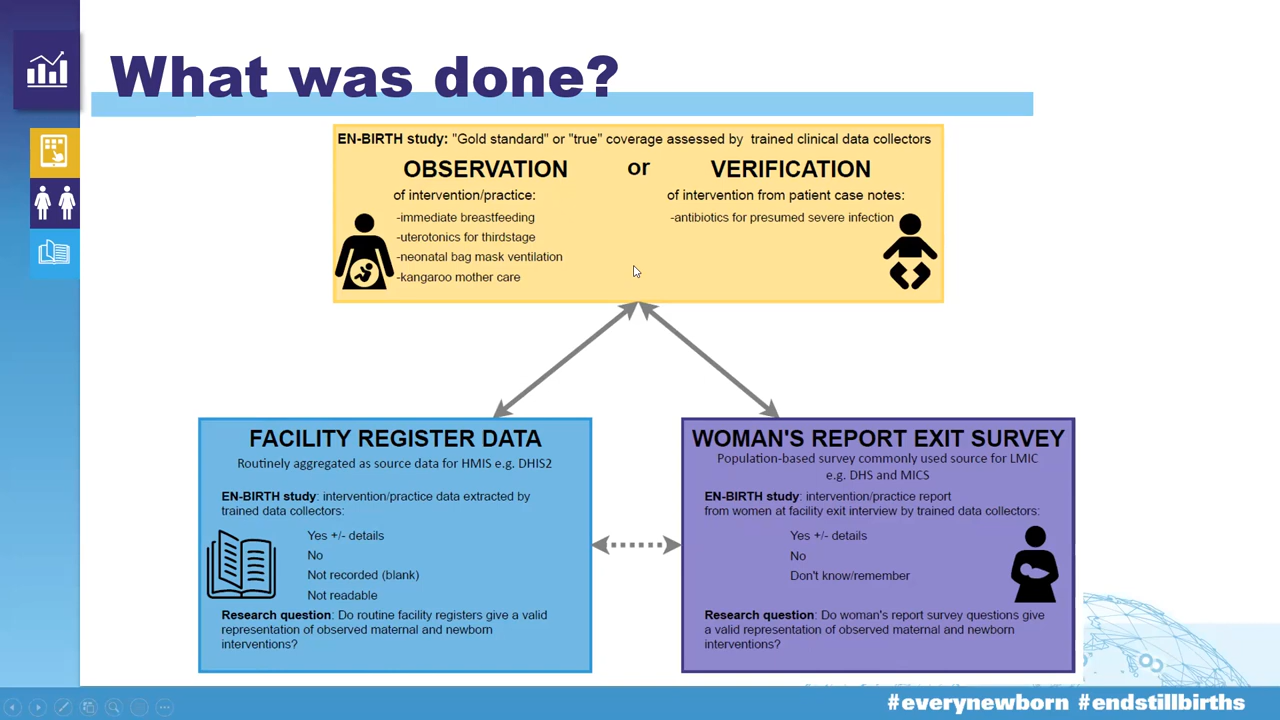 What was done?
EN-BIRTH study: "Gold standard" or "true" coverage assessed by trained clinical data collectors
OBSERVATION or VERIFICATION
of intervention/practice:
-immediate breastfeeding
-uterotonics for thirdstage
-neonatal bag mask ventilation
-kangaroo mother care
of intervention from patient case notes:
-antibiotics for presumed severe infection
FACILITY REGISTER DATA
Routinely aggregated as source data for HMIS e.g. DHIS2
EN-BIRTH study: intervention/practice data extracted by
trained data collectors:
Yes +/- details
No
Not recorded (blank)
Not readable
Research question: Do routine facility registers give a valid
representation of observed maternal and newborn
interventions?
WOMAN'S REPORT EXIT SURVEY
Population-based survey commonly used source for LMIC
e.g. DHS and MICS
EN-BIRTH study: intervention/practice report
from women at facility exit interview by trained data collectors:
Yes +/- details
No
Don't know/remember
Research question: Do woman's report survey questions give
a valid representation of observed maternal and newborn
interventions?
#everynewborn #endstillbirths